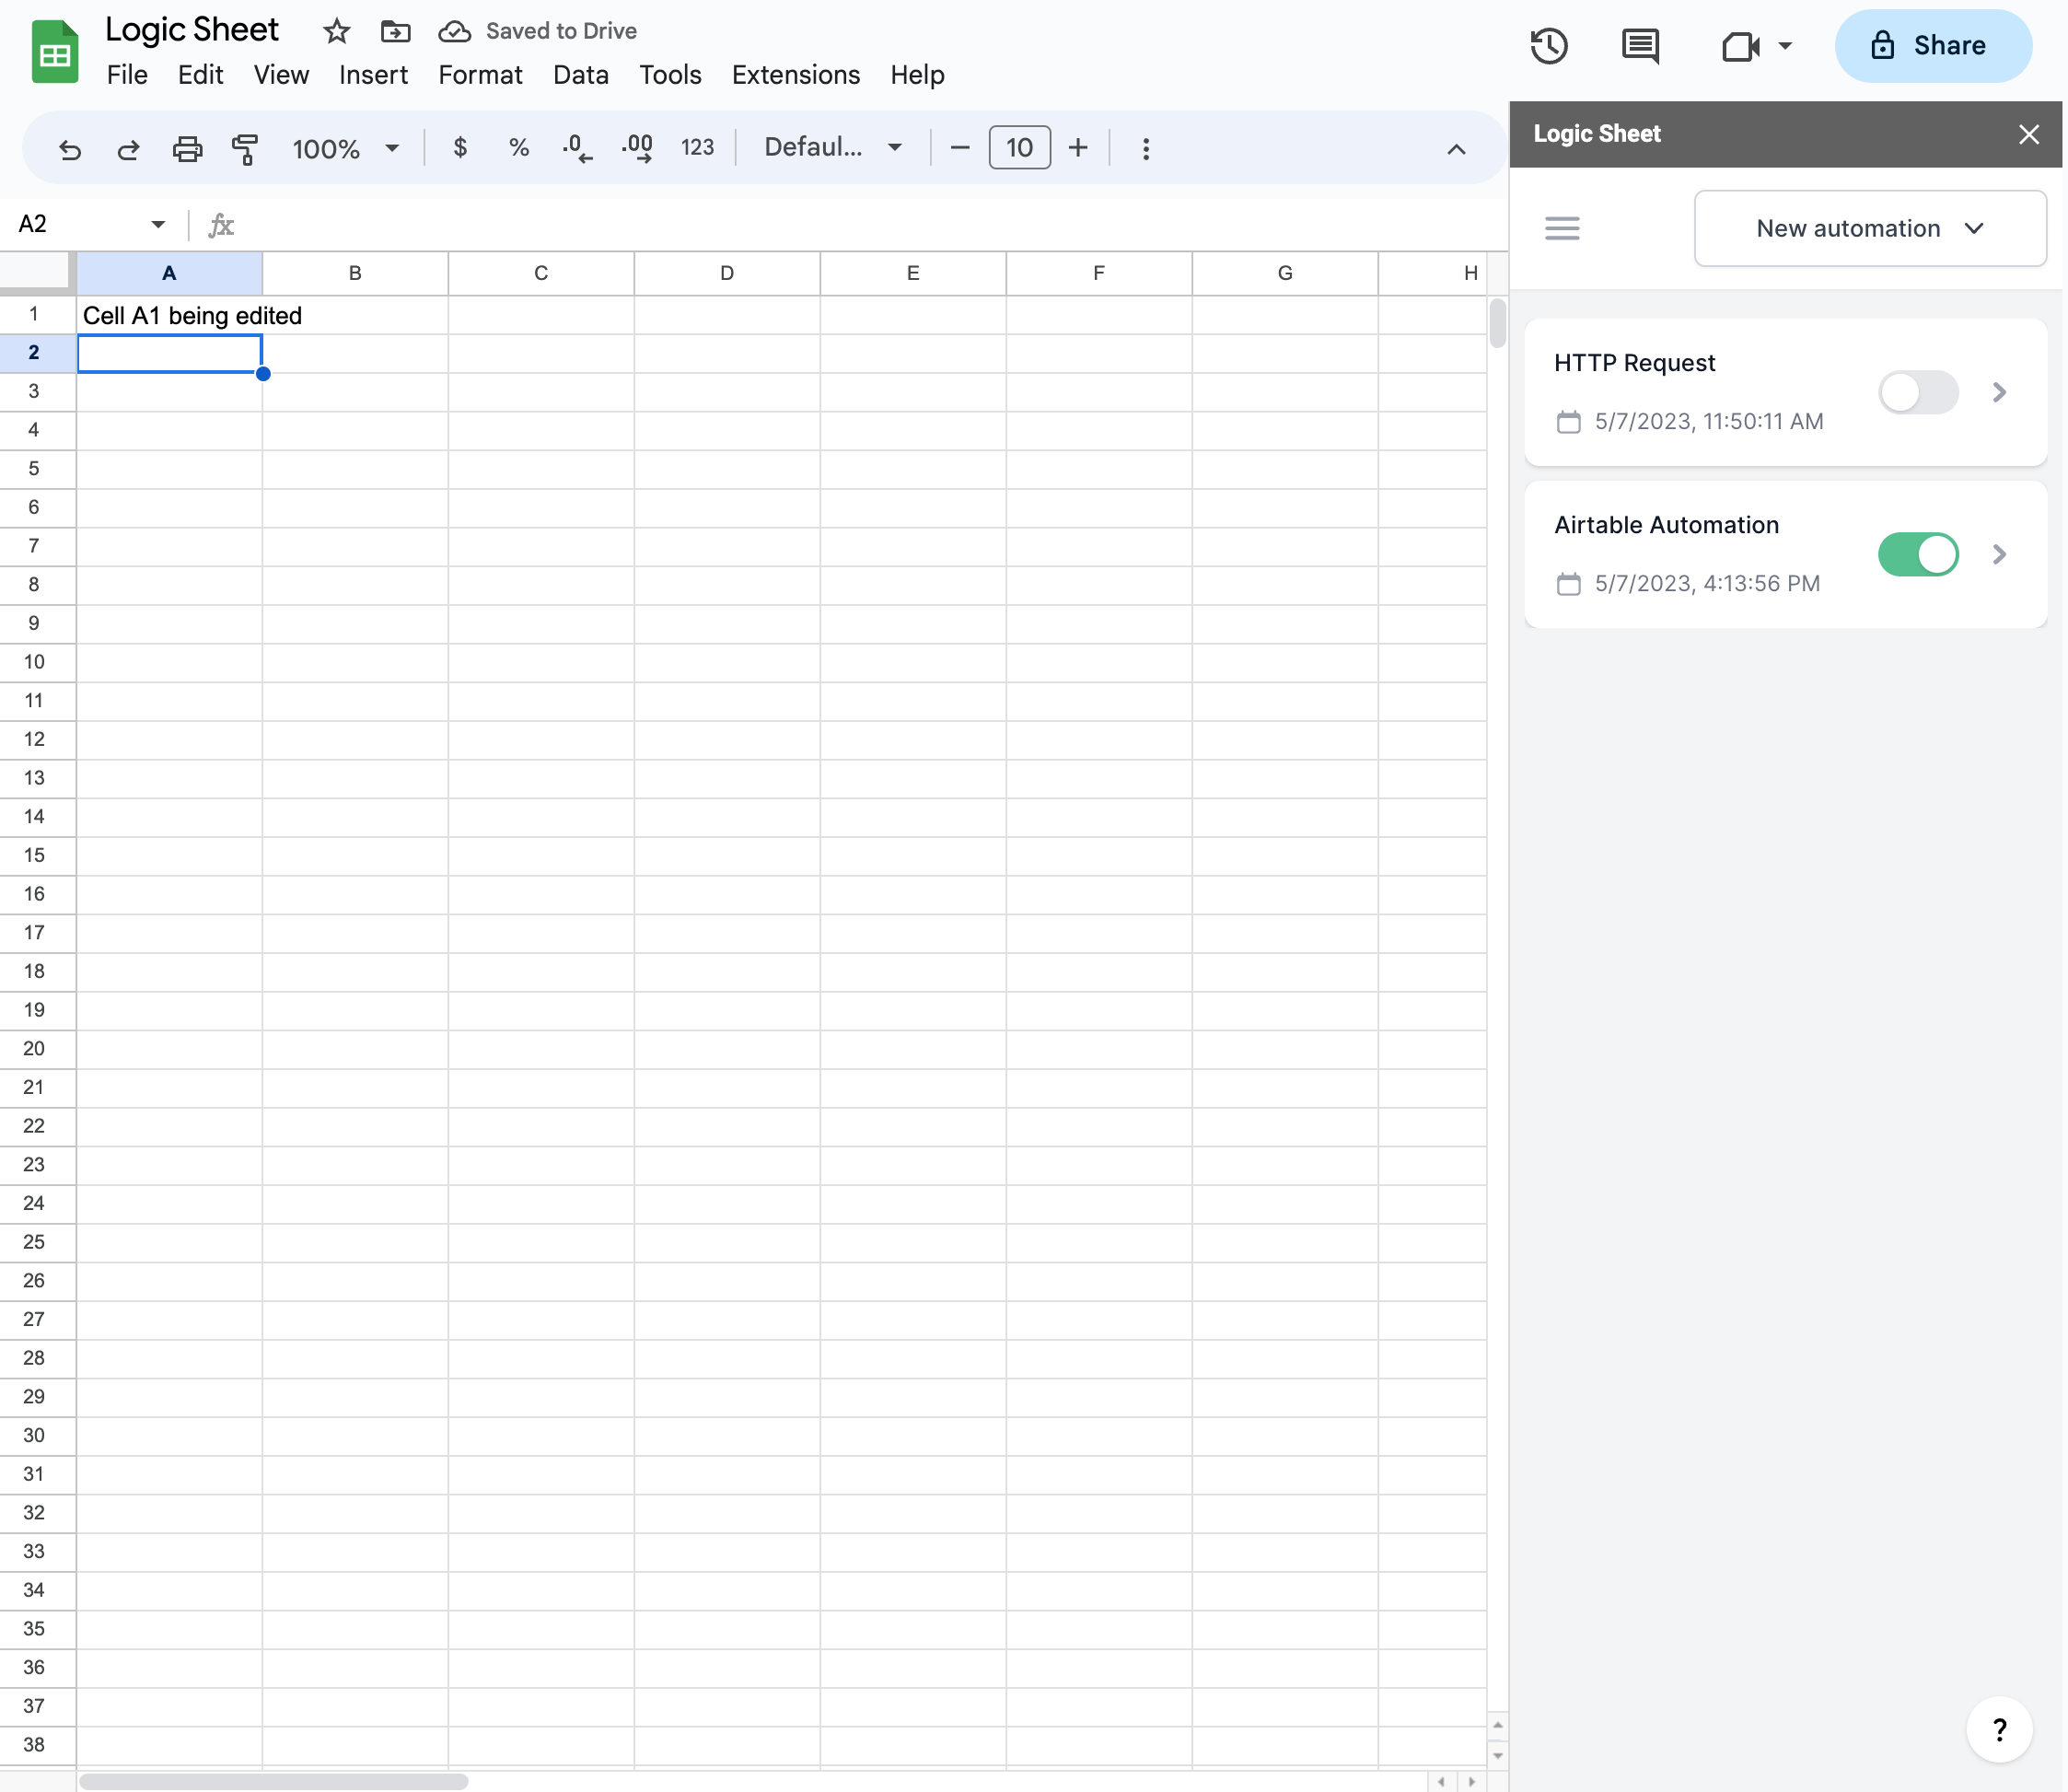 Logic Sheet
Saved to Drive
File Edit View Insert Format Data Tools Extensions Help
Share
100% $ % .0 .00 123 Defaul... 10
A2 fx
A B C D E F G H
1 Cell A1 being edited
2
3
4
5
6
7
8
9
10
11
12
13
14
15
16
17
18
19
20
21
22
23
24
25
26
27
28
29
30
31
32
33
34
35
36
37
38
Logic Sheet
New automation
HTTP Request
5/7/2023, 11:50:11 AM
Airtable Automation
5/7/2023, 4:13:56 PM
?